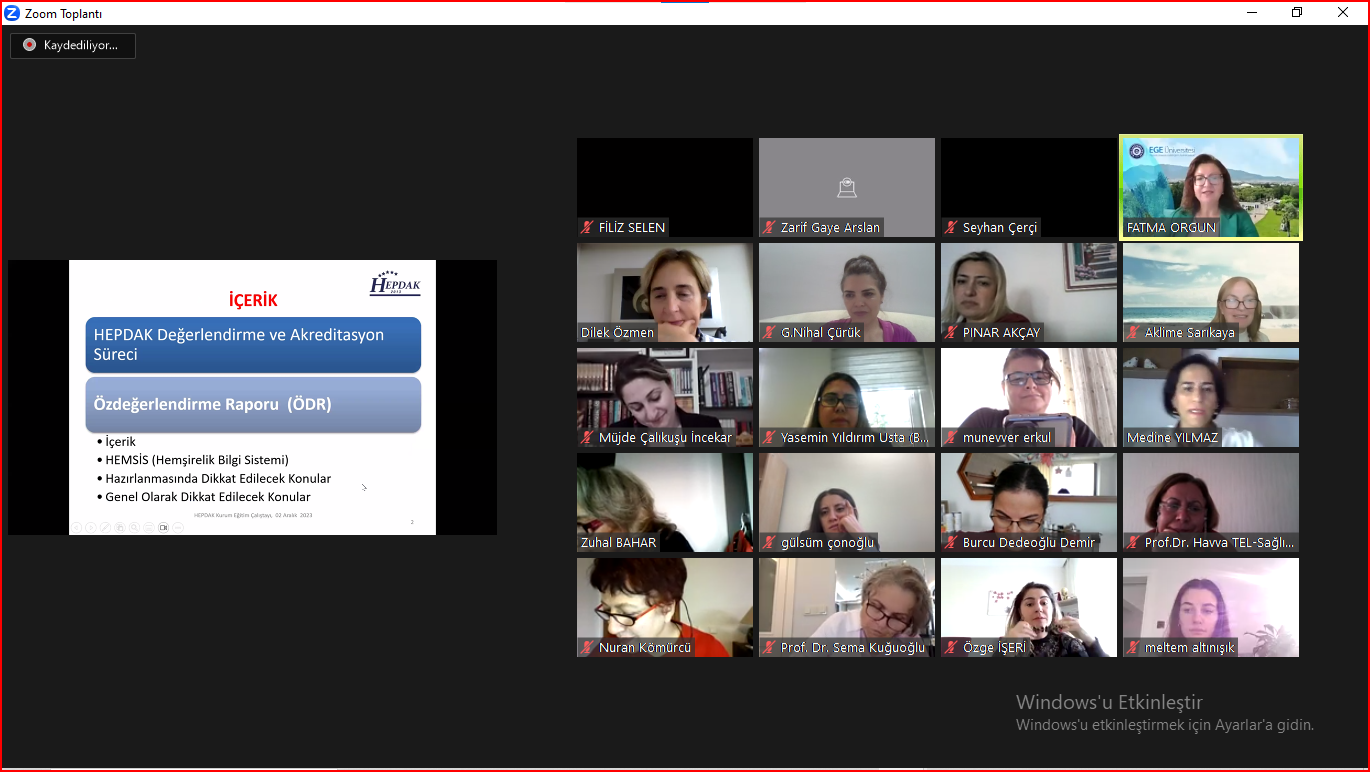 Zoom Toplantı
Kaydediliyor...
HEPDAK
2013
İÇERİK
HEPDAK Değerlendirme ve Akreditasyon
Süreci
Özdeğerlendirme Raporu (ÖDR)
• İçerik
• HEMSİS (Hemşirelik Bilgi Sistemi)
• Hazırlanmasında Dikkat Edilecek Konular
• Genel Olarak Dikkat Edilecek Konular
HEPDAK Kurum Eğitim Çalıştayı, 02 Aralık 2023
2
FİLİZ SELEN
Zarif Gaye Arslan
Seyhan Çerçi
EGE Üniversitesi
FATMA ORGUN
Dilek Özmen
G.Nihal Çürük
PINAR AKÇAY
Aklime Sarıkaya
Müjde Çalıkuşu İncekar
Yasemin Yıldırım Usta (B...
munevver erkul
Medine YILMAZ
Zuhal BAHAR
gülsüm çonoğlu
Burcu Dedeoğlu Demir
Prof.Dr. Havva TEL-Sağlı...
Nuran Kömürcü
Prof. Dr. Sema Kuğuoğlu
Özge İŞERİ
meltem altınışık
Windows'u Etkinleştir
Windows'u etkinleştirmek için Ayarlar'a gidin.